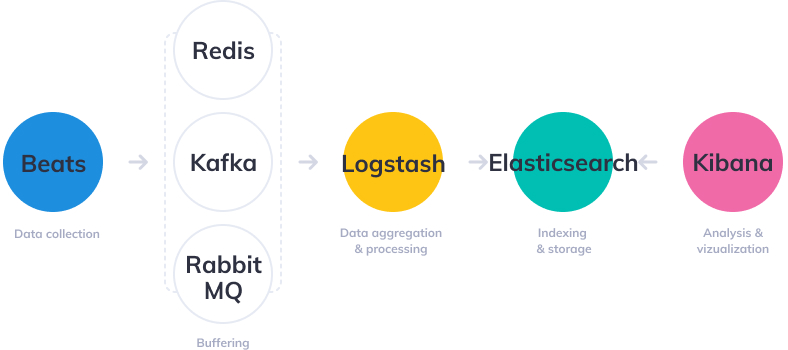 Redis
Beats
Kafka
Logstash
Elasticsearch
Kibana
Rabbit
MQ
Data collection
Data aggregation
& processing
Indexing
& storage
Analysis &
vizualization
Buffering